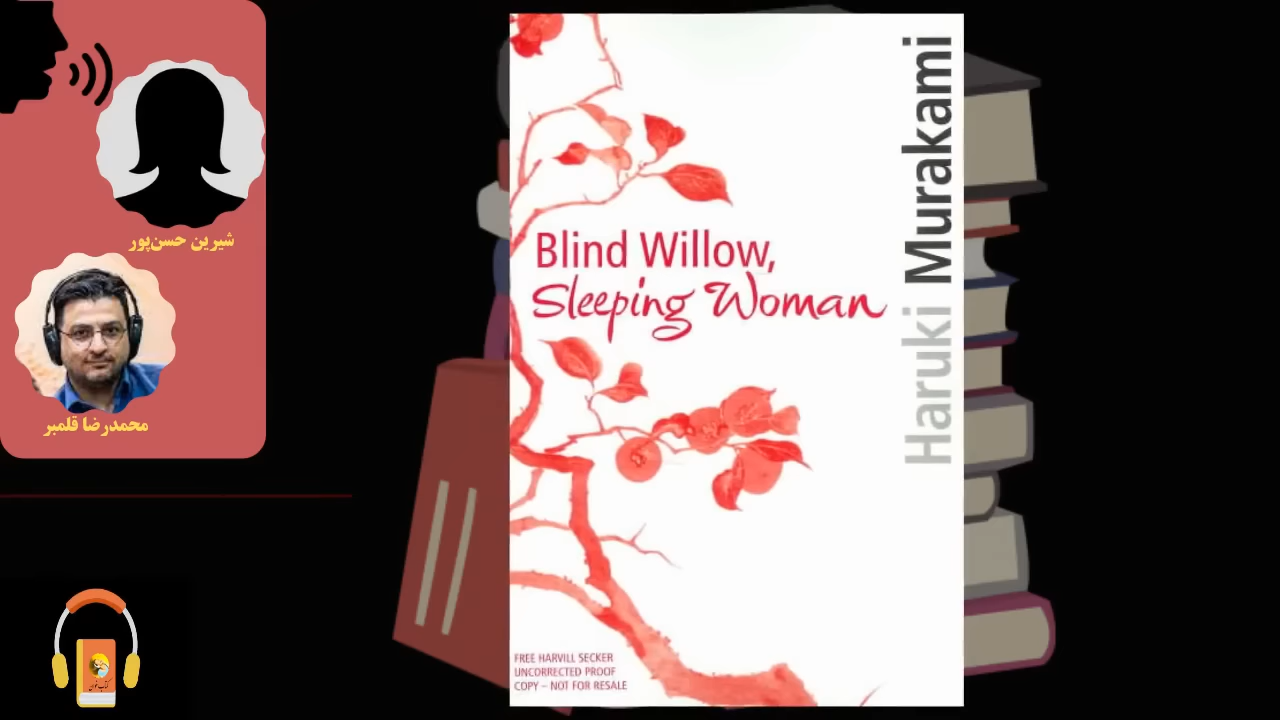 شیرین حسن‌پور
محمدرضا قلمبر
Blind Willow,
Sleeping Woman
Haruki Murakami
FREE HARVILL SECKER
UNCORRECTED PROOF
COPY – NOT FOR RESALE